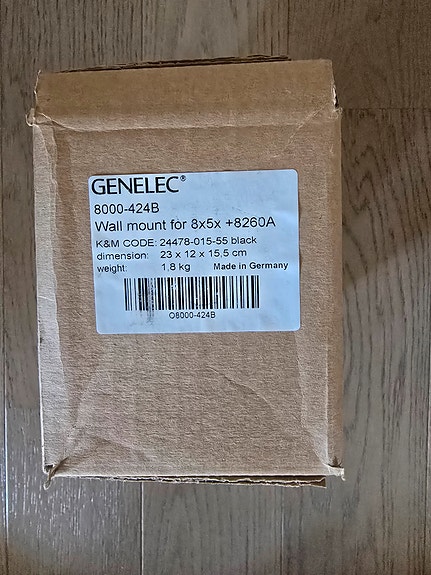 GENELEC®
8000-424B
Wall mount for 8x5x +8260A
K&M CODE: 24478-015-55 black
dimension: 23 x 12 x 15,5 cm
weight: 1,8 kg Made in Germany
O8000-424B